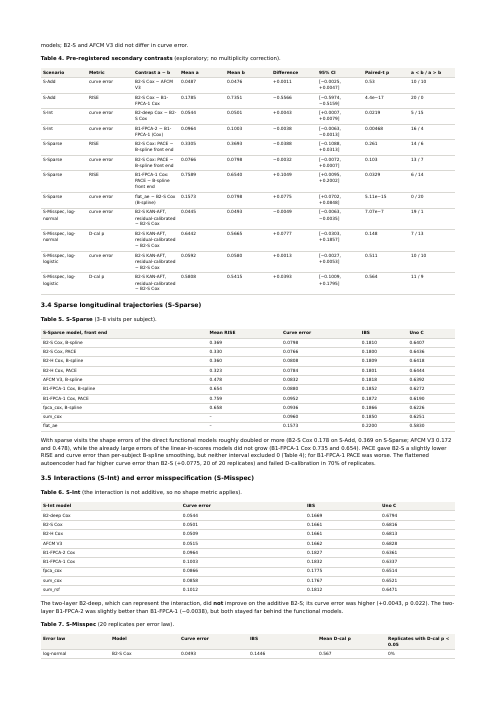 models; B2-S and AFCM V3 did not differ in curve error.
Table 4. Pre-registered secondary contrasts (exploratory; no multiplicity correction).
Scenario Metric Contrast a − b Mean a Mean b Difference 95% CI Paired-t p a < b / a > b
S-Add curve error B2-S Cox − AFCM V3 0.0487 0.0476 +0.0011 [−0.0025, +0.0047] 0.53 10 / 10
S-Add RISE B2-S Cox − B1-FPCA-1 Cox 0.1785 0.7351 −0.5566 [−0.5974, −0.5159] 4.4e−17 20 / 0
S-Int curve error B2-deep Cox − B2-S Cox 0.0544 0.0501 +0.0043 [+0.0007, +0.0079] 0.0219 5 / 15
S-Int curve error B1-FPCA-2 − B1-FPCA-1 (Cox) 0.0964 0.1003 −0.0038 [−0.0063, −0.0013] 0.00468 16 / 4
S-Sparse RISE B2-S Cox: PACE − B-spline front end 0.3305 0.3693 −0.0388 [−0.1088, +0.0313] 0.261 14 / 6
S-Sparse curve error B2-S Cox: PACE − B-spline front end 0.0766 0.0798 −0.0032 [−0.0072, +0.0007] 0.103 13 / 7
S-Sparse RISE B1-FPCA-1 Cox: PACE − B-spline front end 0.7589 0.6540 +0.1049 [+0.0095, +0.2002] 0.0329 6 / 14
S-Sparse curve error flat_ae − B2-S Cox (B-spline) 0.1573 0.0798 +0.0775 [+0.0702, +0.0848] 5.11e−15 0 / 20
S-Misspec, log-normal curve error B2-S KAN-AFT, residual-calibrated − B2-S Cox 0.0445 0.0493 −0.0049 [−0.0063, −0.0035] 7.07e−7 19 / 1
S-Misspec, log-normal D-cal p B2-S KAN-AFT, residual-calibrated − B2-S Cox 0.6442 0.5665 +0.0777 [−0.0303, +0.1857] 0.148 7 / 13
S-Misspec, log-logistic curve error B2-S KAN-AFT, residual-calibrated − B2-S Cox 0.0592 0.0580 +0.0013 [−0.0027, +0.0053] 0.511 10 / 10
S-Misspec, log-logistic D-cal p B2-S KAN-AFT, residual-calibrated − B2-S Cox 0.5808 0.5415 +0.0393 [−0.1009, +0.1795] 0.564 11 / 9
3.4 Sparse longitudinal trajectories (S-Sparse)
Table 5. S-Sparse (3–8 visits per subject).
S-Sparse model, front end Mean RISE Curve error IBS Uno C
B2-S Cox, B-spline 0.369 0.0798 0.1810 0.6407
B2-S Cox, PACE 0.330 0.0766 0.1800 0.6436
B2-H Cox, B-spline 0.360 0.0808 0.1809 0.6418
B2-H Cox, PACE 0.323 0.0784 0.1801 0.6444
AFCM V3, B-spline 0.478 0.0832 0.1818 0.6392
B1-FPCA-1 Cox, B-spline 0.654 0.0880 0.1852 0.6272
B1-FPCA-1 Cox, PACE 0.759 0.0952 0.1872 0.6190
fpca_cox, B-spline 0.658 0.0936 0.1866 0.6226
sum_cox – 0.0960 0.1850 0.6251
flat_ae – 0.1573 0.2200 0.5830
With sparse visits the shape errors of the direct functional models roughly doubled or more (B2-S Cox 0.178 on S-Add, 0.369 on S-Sparse; AFCM V3 0.172
and 0.478), while the already large errors of the linear-in-scores models did not grow (B1-FPCA-1 Cox 0.735 and 0.654). PACE gave B2-S a slightly lower
RISE and curve error than per-subject B-spline smoothing, but neither interval excluded 0 (Table 4); for B1-FPCA-1 PACE was worse. The flattened
autoencoder had far higher curve error than B2-S (+0.0775, 20 of 20 replicates) and failed D-calibration in 70% of replicates.
3.5 Interactions (S-Int) and error misspecification (S-Misspec)
Table 6. S-Int (the interaction is not additive, so no shape metric applies).
S-Int model Curve error IBS Uno C
B2-deep Cox 0.0544 0.1669 0.6794
B2-S Cox 0.0501 0.1661 0.6816
B2-H Cox 0.0509 0.1661 0.6813
AFCM V3 0.0515 0.1662 0.6828
B1-FPCA-2 Cox 0.0964 0.1827 0.6361
B1-FPCA-1 Cox 0.1003 0.1832 0.6337
fpca_cox 0.0866 0.1775 0.6514
sum_cox 0.0858 0.1767 0.6521
sum_rsf 0.1012 0.1812 0.6471
The two-layer B2-deep, which can represent the interaction, did not improve on the additive B2-S; its curve error was higher (+0.0043, p 0.022). The two-
layer B1-FPCA-2 was slightly better than B1-FPCA-1 (−0.0038), but both stayed far behind the functional models.
Table 7. S-Misspec (20 replicates per error law).
Error law Model Curve error IBS Mean D-cal p Replicates with D-cal p < 0.05
log-normal B2-S Cox 0.0493 0.1446 0.567 0%